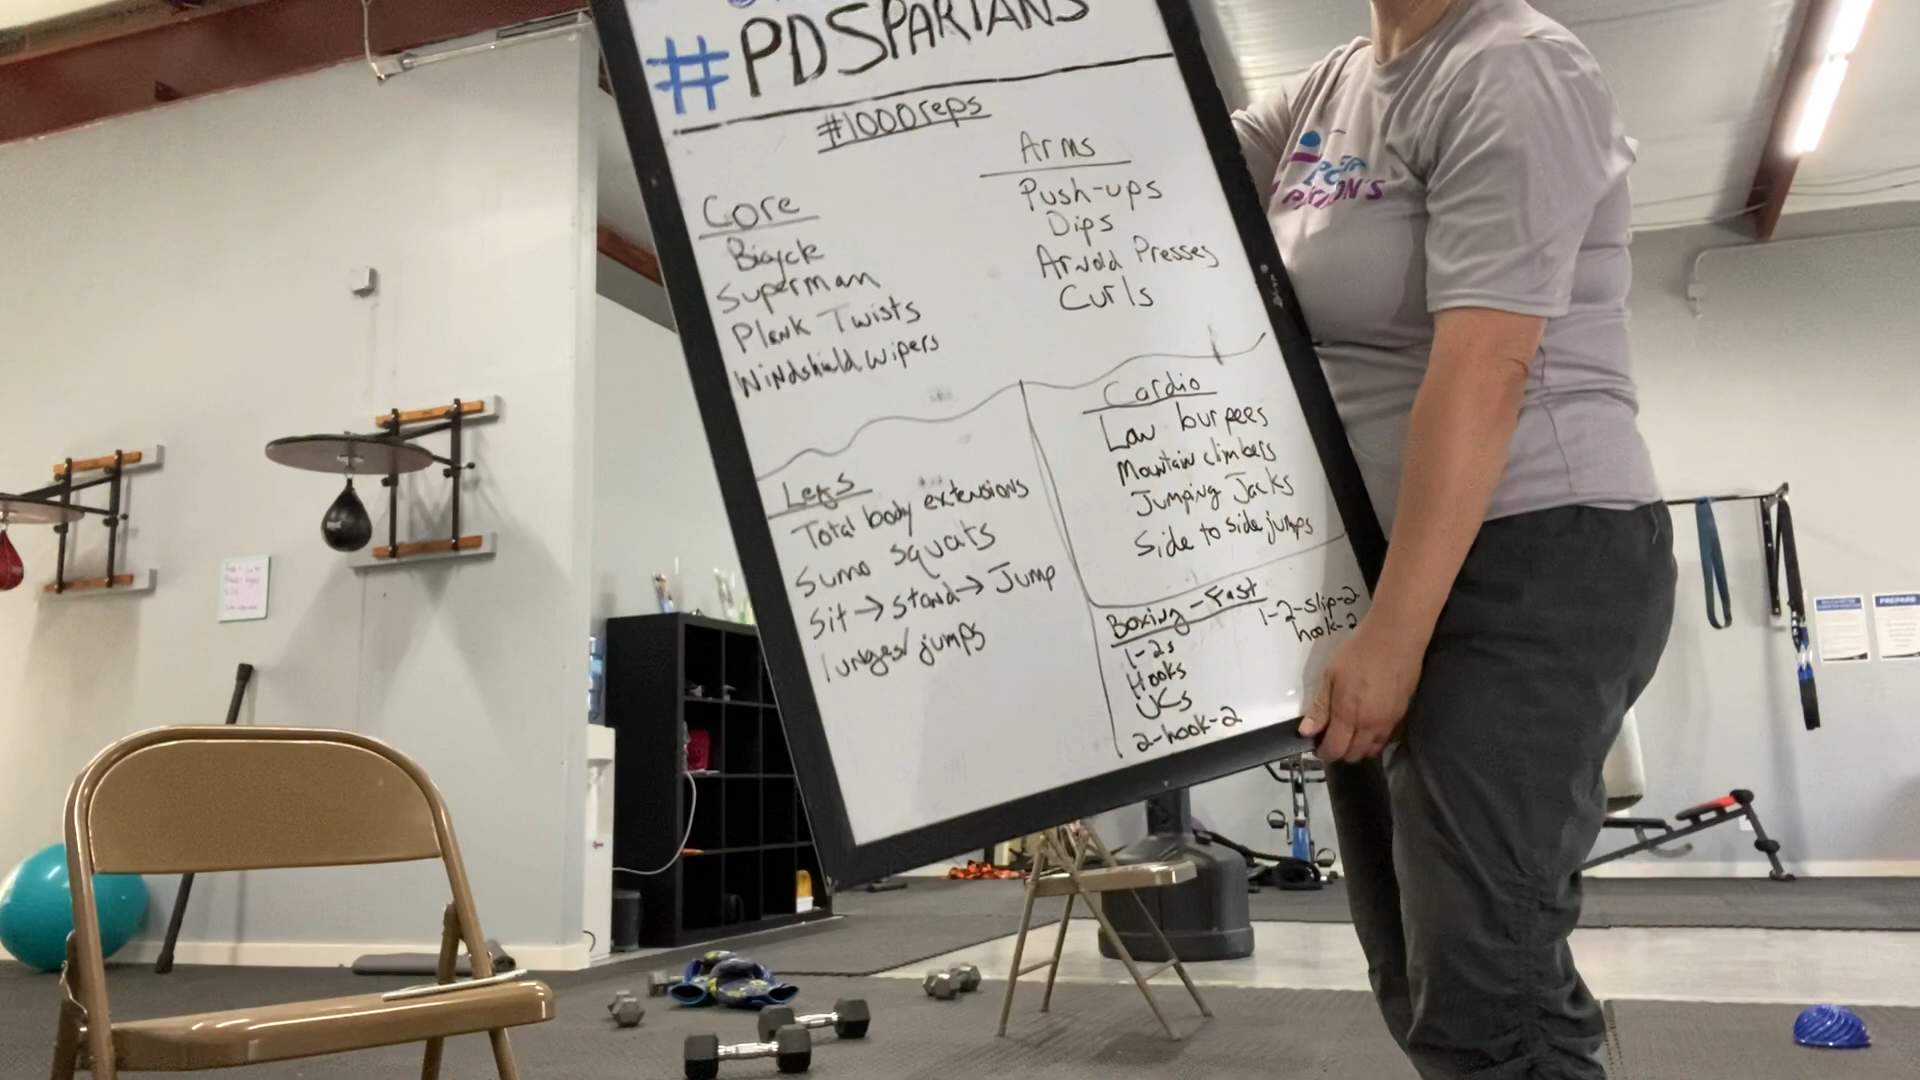 #PDSPARTANS
#1000reps
Core
Bicycle
Superman
Plank Twists
Windshield wipers
Arms
Push-ups
Dips
Arnold Presses
Curls
Legs
Total body extensions
Sumo squats
Sit → stand → Jump
lunges/jumps
Cardio
Low burpees
Mountain climbers
Jumping Jacks
Side to side jumps
Boxing - Fast
1-2s
Hooks
UCs
2-hook-2
1-2-slip-2
hook-2
PREPARE